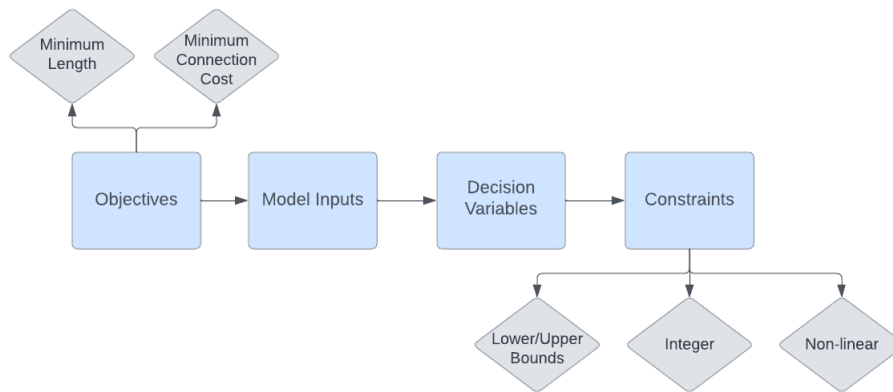 Minimum
Length
Minimum
Connection
Cost
Objectives
Model Inputs
Decision
Variables
Constraints
Lower/Upper
Bounds
Integer
Non-linear